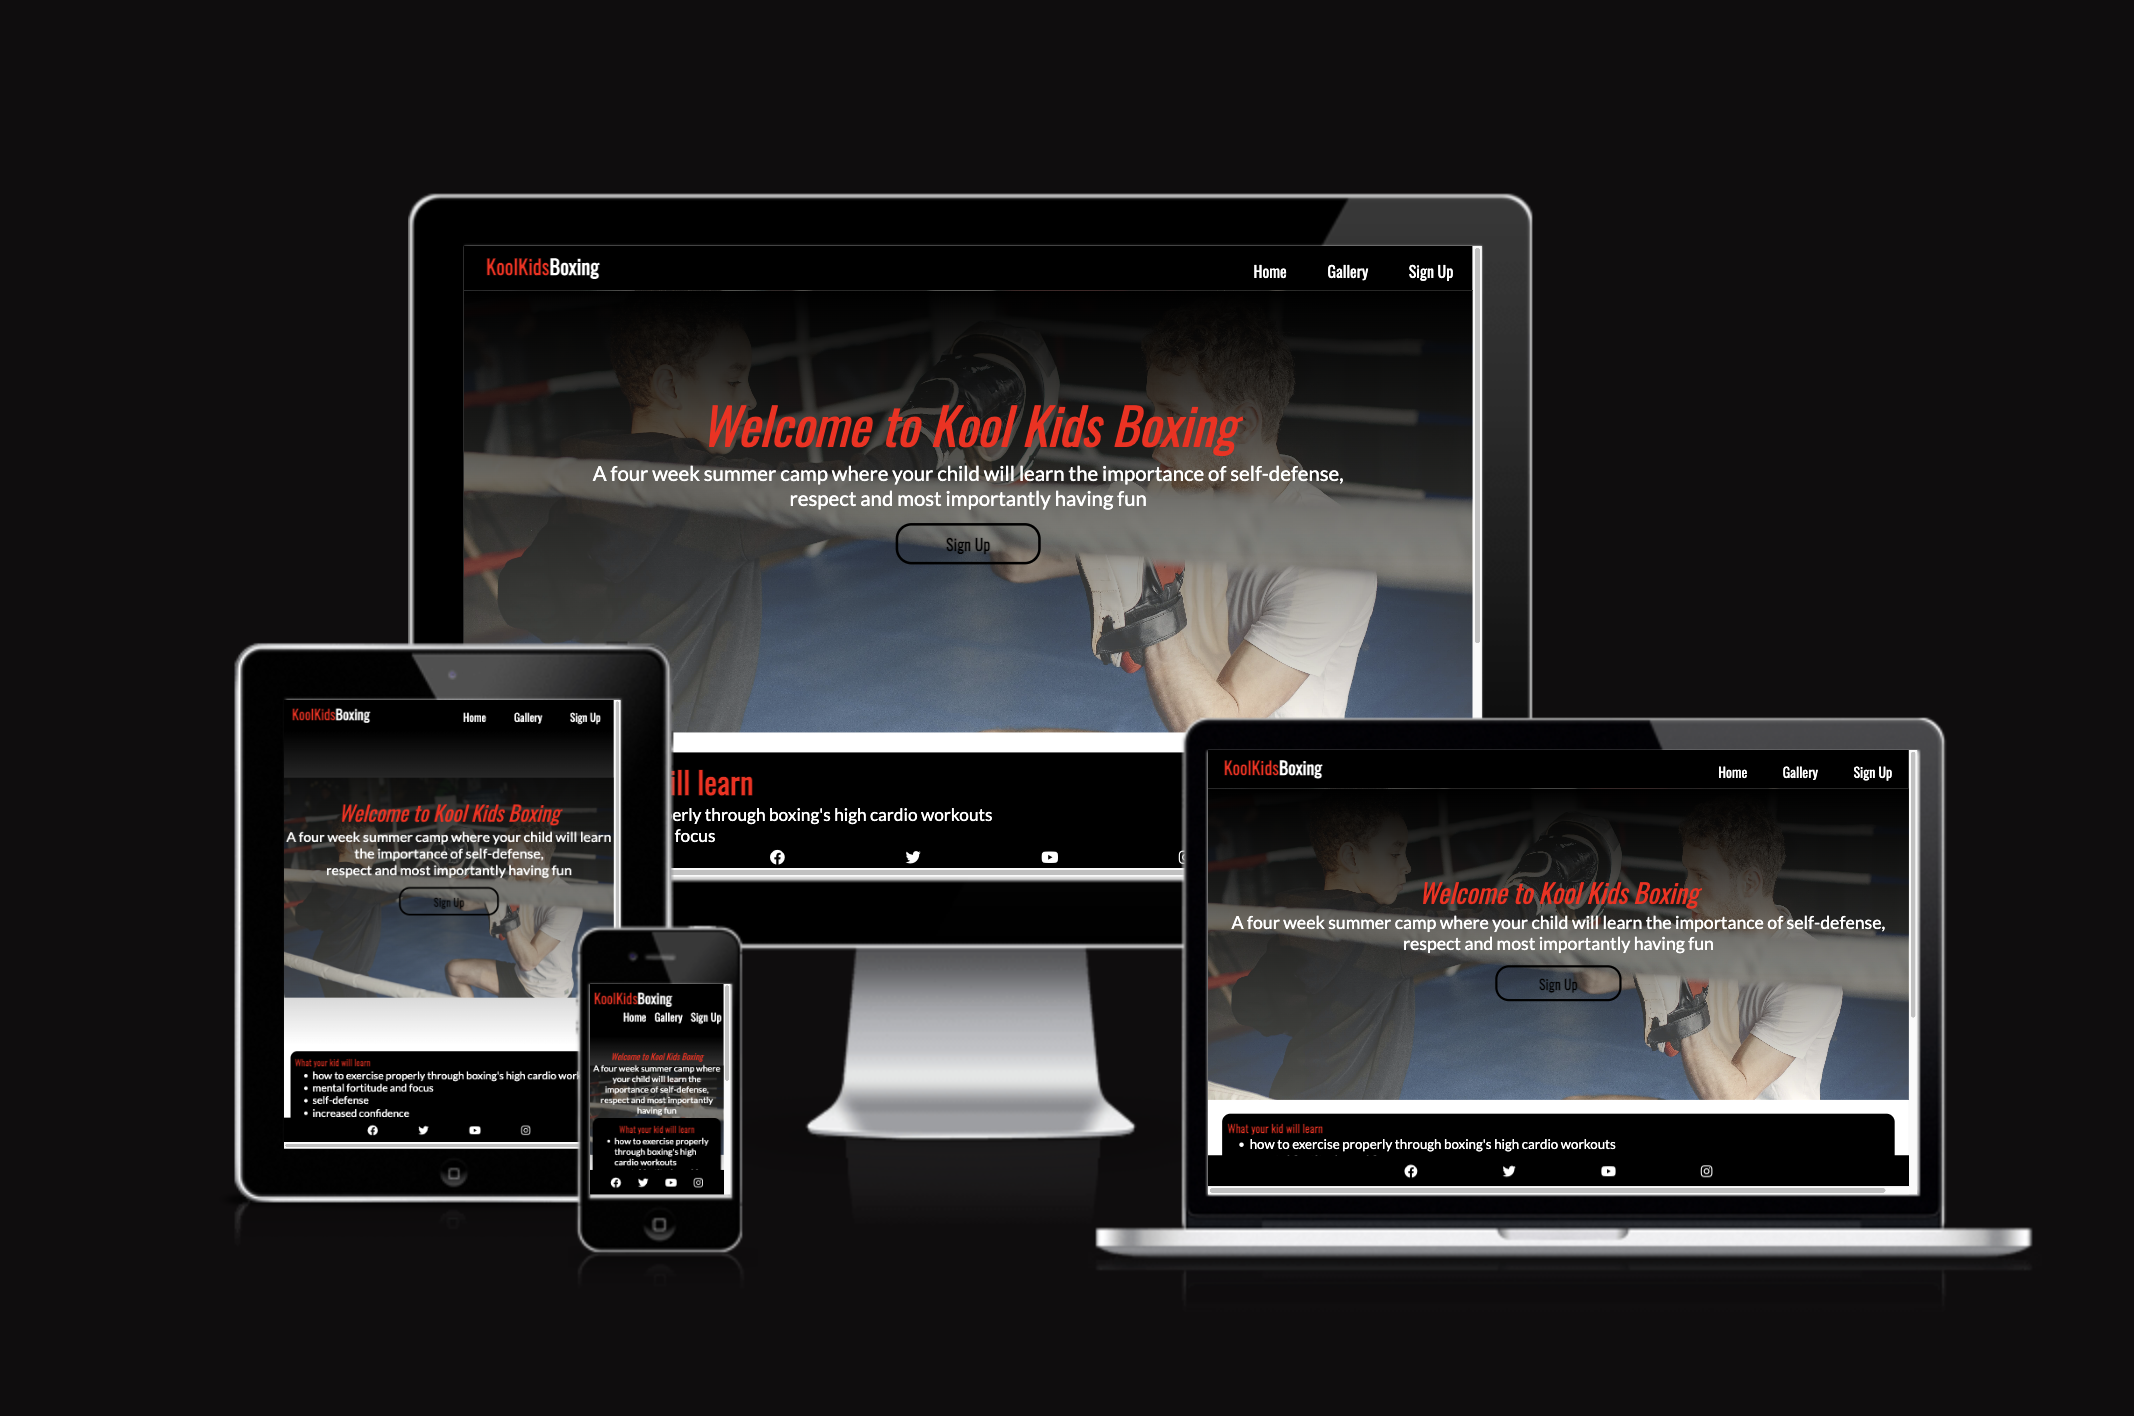 KoolKidsBoxing
Home Gallery Sign Up
Welcome to Kool Kids Boxing
A four week summer camp where your child will learn the importance of self-defense,
respect and most importantly having fun
Sign Up
ill learn
erly through boxing's high cardio workouts
focus
KoolKidsBoxing
Home Gallery Sign Up
Welcome to Kool Kids Boxing
A four week summer camp where your child will learn
the importance of self-defense,
respect and most importantly having fun
Sign Up
What your kid will learn
how to exercise properly through boxing's high cardio wor
mental fortitude and focus
self-defense
increased confidence
KoolKidsBoxing
Home Gallery Sign Up
Welcome to Kool Kids Boxing
A four week summer camp where
your child will learn the
importance of self-defense,
respect and most importantly
having fun
What your kid will learn
how to exercise properly
through boxing's high
cardio workouts
KoolKidsBoxing
Home Gallery Sign Up
Welcome to Kool Kids Boxing
A four week summer camp where your child will learn the importance of self-defense,
respect and most importantly having fun
Sign Up
What your kid will learn
how to exercise properly through boxing's high cardio workouts